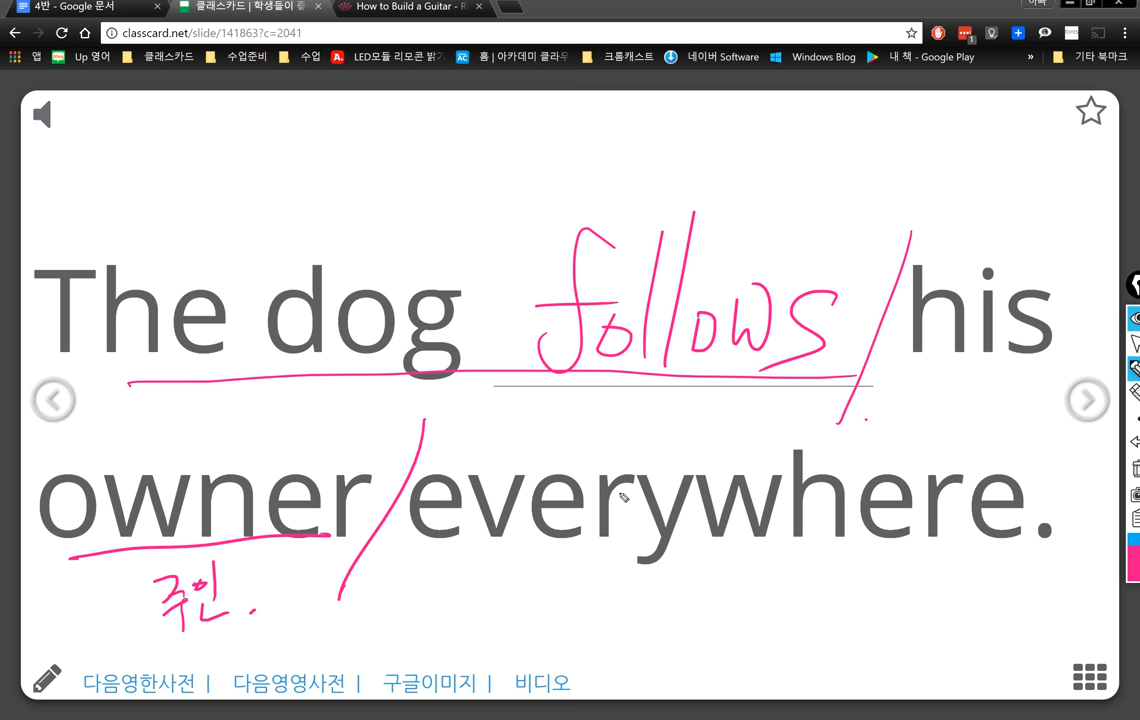 4반 - Google 문서
클래스카드 | 학생들이 좋
How to Build a Guitar - R
아빠
classcard.net/slide/141863?c=2041
앱 Up 영어 클래스카드 수업준비 수업 LED모듈 리모콘 밝기 홈 | 아카데미 클라우 크롬캐스트 네이버 Software Windows Blog 내 책 - Google Play » 기타 북마크
The dog follows / his
owner / everywhere.
주인.
다음영한사전 | 다음영영사전 | 구글이미지 | 비디오